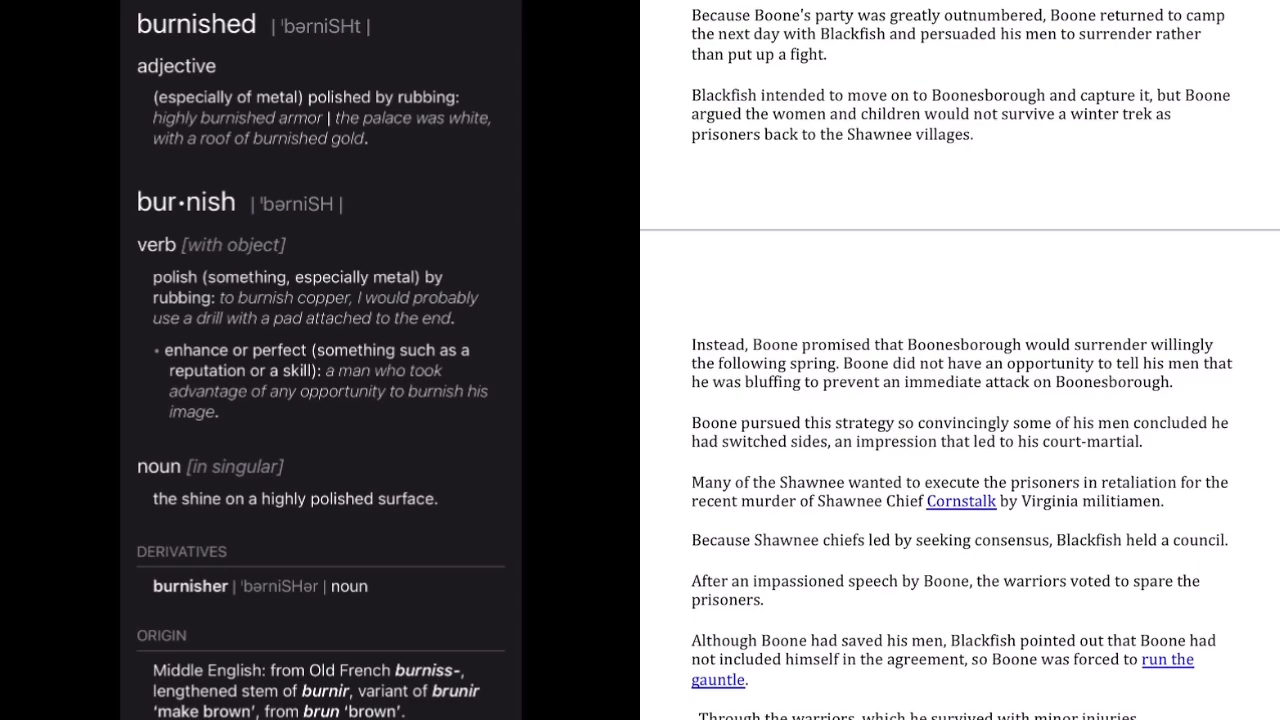 burnished | ˈbərniSHt |
adjective
(especially of metal) polished by rubbing:
highly burnished armor | the palace was white,
with a roof of burnished gold.
bur•nish | ˈbərniSH |
verb [with object]
polish (something, especially metal) by
rubbing: to burnish copper, I would probably
use a drill with a pad attached to the end.
• enhance or perfect (something such as a
reputation or a skill): a man who took
advantage of any opportunity to burnish his
image.
noun [in singular]
the shine on a highly polished surface.
DERIVATIVES
burnisher | ˈbərniSHər | noun
ORIGIN
Middle English: from Old French burniss-,
lengthened stem of burnir, variant of brunir
‘make brown’, from brun ‘brown’.
Because Boone's party was greatly outnumbered, Boone returned to camp
the next day with Blackfish and persuaded his men to surrender rather
than put up a fight.
Blackfish intended to move on to Boonesborough and capture it, but Boone
argued the women and children would not survive a winter trek as
prisoners back to the Shawnee villages.
Instead, Boone promised that Boonesborough would surrender willingly
the following spring. Boone did not have an opportunity to tell his men that
he was bluffing to prevent an immediate attack on Boonesborough.
Boone pursued this strategy so convincingly some of his men concluded he
had switched sides, an impression that led to his court-martial.
Many of the Shawnee wanted to execute the prisoners in retaliation for the
recent murder of Shawnee Chief Cornstalk by Virginia militiamen.
Because Shawnee chiefs led by seeking consensus, Blackfish held a council.
After an impassioned speech by Boone, the warriors voted to spare the
prisoners.
Although Boone had saved his men, Blackfish pointed out that Boone had
not included himself in the agreement, so Boone was forced to run the
gauntle.
Through the warriors, which he survived with minor injuries